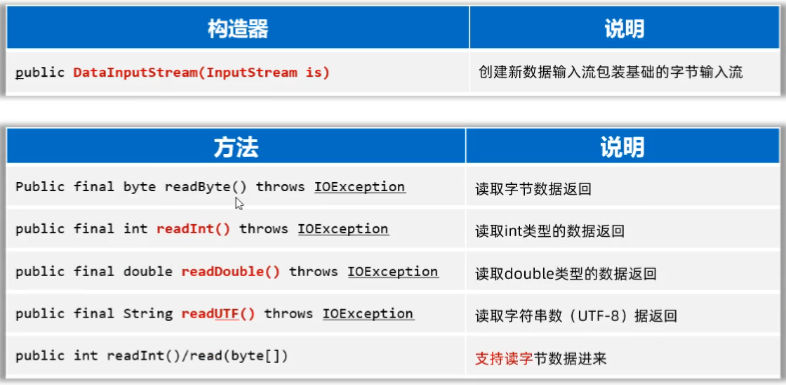 构造器 说明
public DataInputStream(InputStream is) 创建新数据输入流包装基础的字节输入流
方法 说明
Public final byte readByte() throws IOException 读取字节数据返回
public final int readInt() throws IOException 读取int类型的数据返回
public final double readDouble() throws IOException 读取double类型的数据返回
public final String readUTF() throws IOException 读取字符串数（UTF-8）据返回
public int readInt()/read(byte[]) 支持读字节数据进来